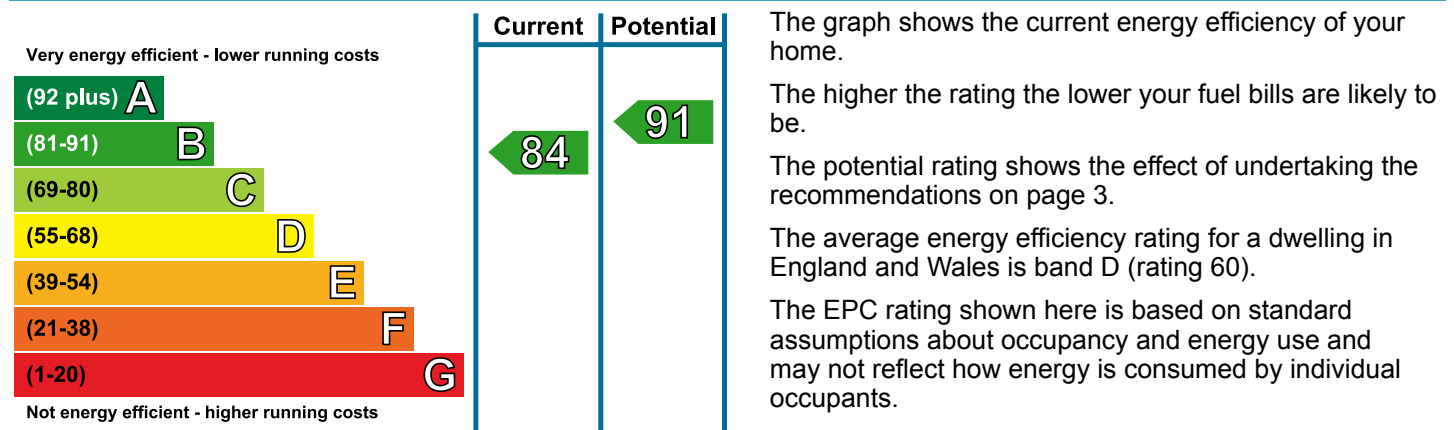 Current Potential
Very energy efficient - lower running costs
(92 plus) A
(81-91) B
(69-80) C
(55-68) D
(39-54) E
(21-38) F
(1-20) G
Not energy efficient - higher running costs
84
91
The graph shows the current energy efficiency of your
home.
The higher the rating the lower your fuel bills are likely to
be.
The potential rating shows the effect of undertaking the
recommendations on page 3.
The average energy efficiency rating for a dwelling in
England and Wales is band D (rating 60).
The EPC rating shown here is based on standard
assumptions about occupancy and energy use and
may not reflect how energy is consumed by individual
occupants.